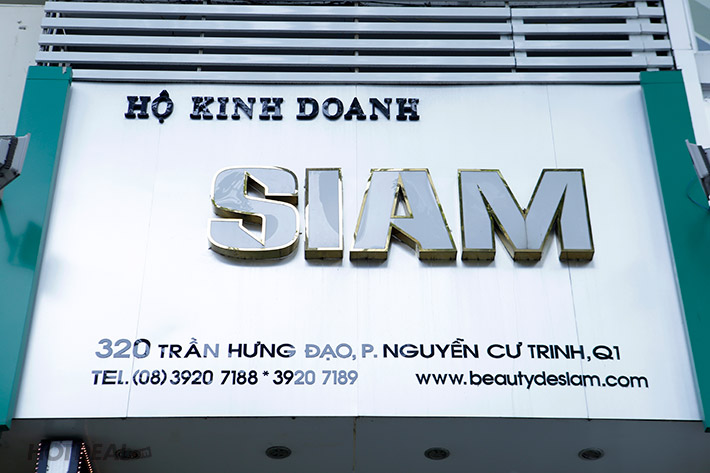 HỘ KINH DOANH
SIAM
320 TRẦN HƯNG ĐẠO, P. NGUYỄN CƯ TRINH, Q1
TEL. (08) 3920 7188 * 3920 7189 www.beautydesiam.com
HOTDEAL